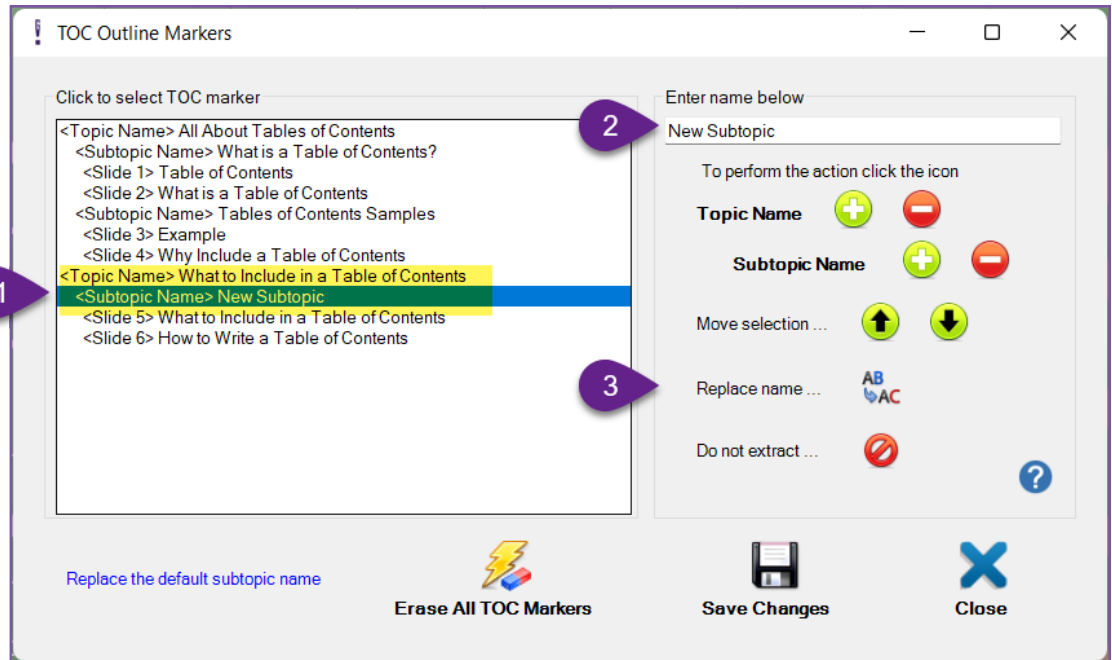 TOC Outline Markers
Click to select TOC marker
<Topic Name> All About Tables of Contents
<Subtopic Name> What is a Table of Contents?
<Slide 1> Table of Contents
<Slide 2> What is a Table of Contents
<Subtopic Name> Tables of Contents Samples
<Slide 3> Example
<Slide 4> Why Include a Table of Contents
<Topic Name> What to Include in a Table of Contents
1
<Subtopic Name> New Subtopic
<Slide 5> What to Include in a Table of Contents
<Slide 6> How to Write a Table of Contents
Enter name below
2
New Subtopic
To perform the action click the icon
Topic Name
Subtopic Name
Move selection ...
3
Replace name ...
AB
AC
Do not extract ...
?
Replace the default subtopic name
Erase All TOC Markers
Save Changes
Close